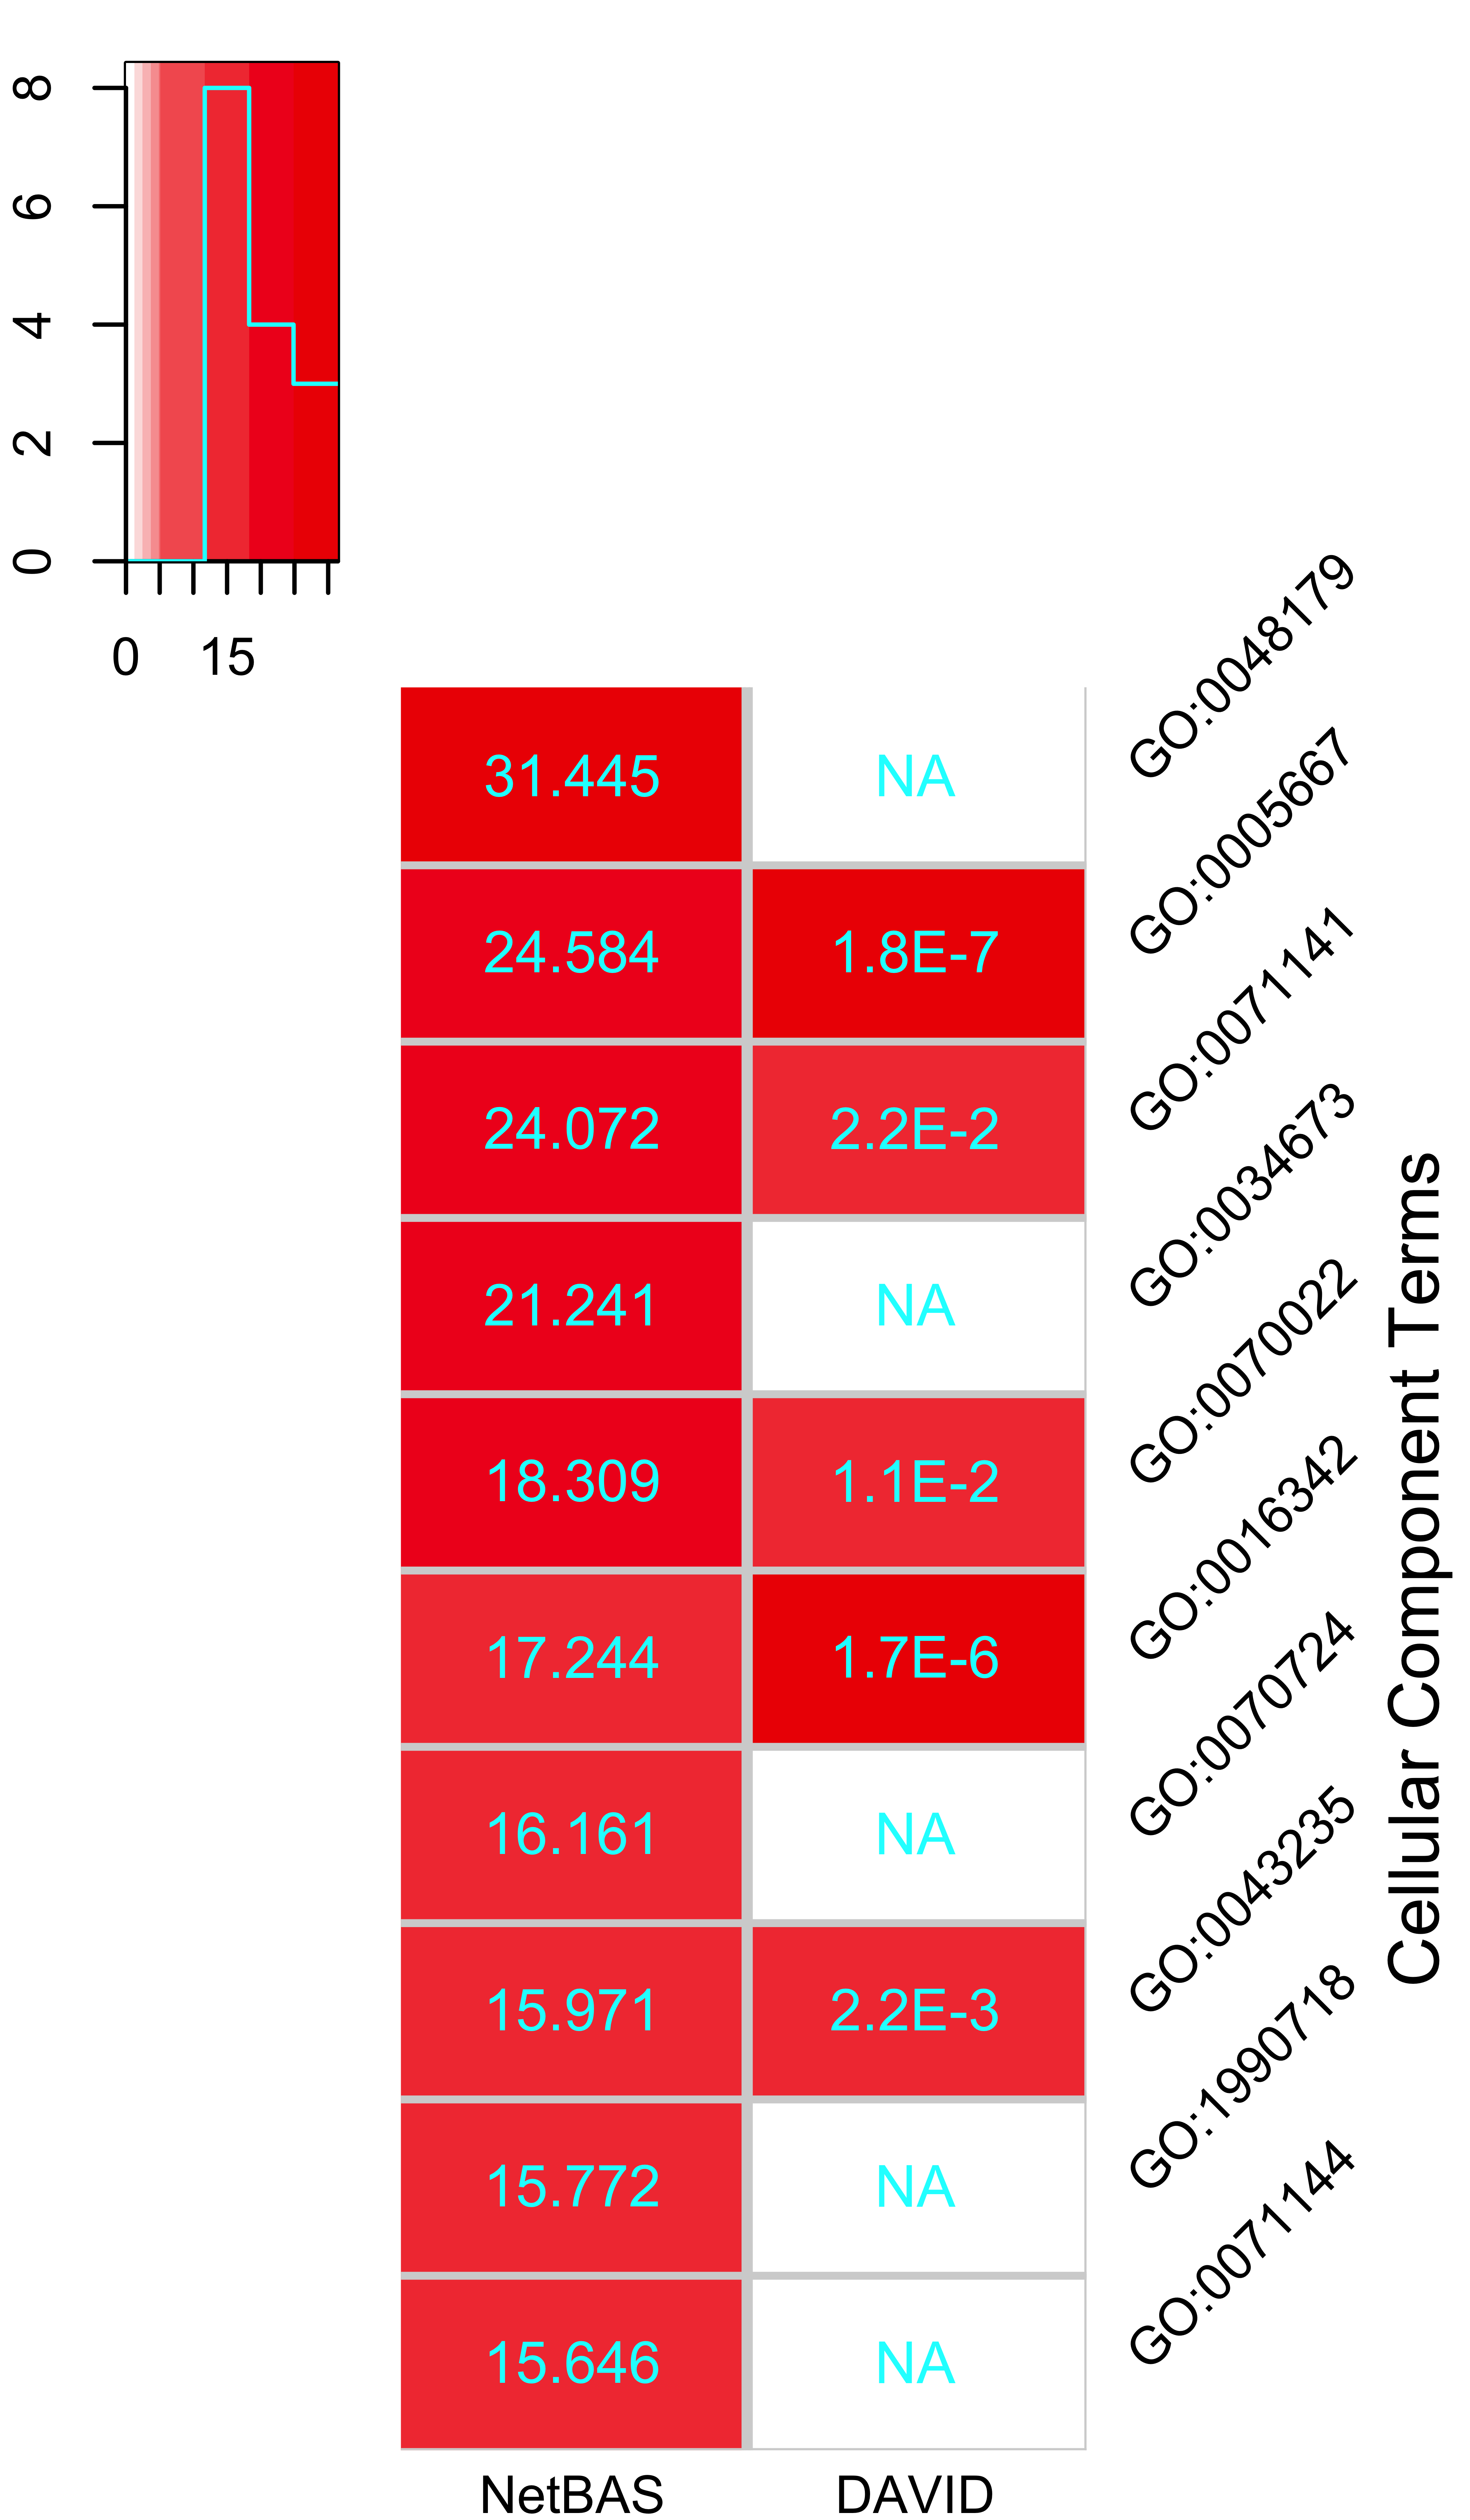 8
6
4
2
0
0 15
31.445 NA GO:0048179
24.584 1.8E-7 GO:0005667
24.072 2.2E-2 GO:0071141
21.241 NA GO:0034673
18.309 1.1E-2 GO:0070022
17.244 1.7E-6 GO:0016342
16.161 NA GO:0070724
15.971 2.2E-3 GO:0043235
15.772 NA GO:1990718
15.646 NA GO:0071144
Cellular Component Terms
NetBAS DAVID